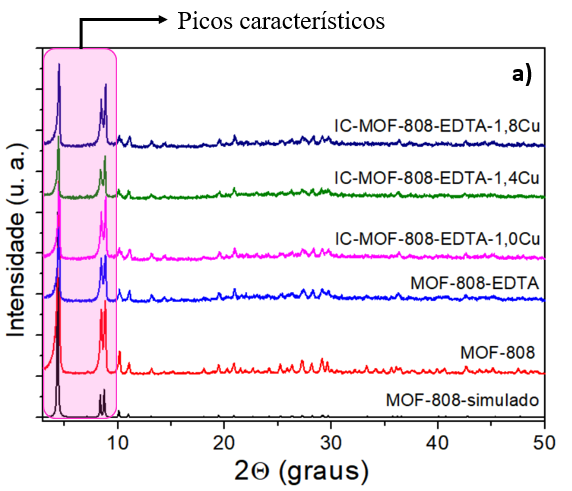 Picos característicos
a)
IC-MOF-808-EDTA-1,8Cu
IC-MOF-808-EDTA-1,4Cu
IC-MOF-808-EDTA-1,0Cu
MOF-808-EDTA
MOF-808
MOF-808-simulado
Intensidade (u. a.)
10 20 30 40 50
2Θ (graus)